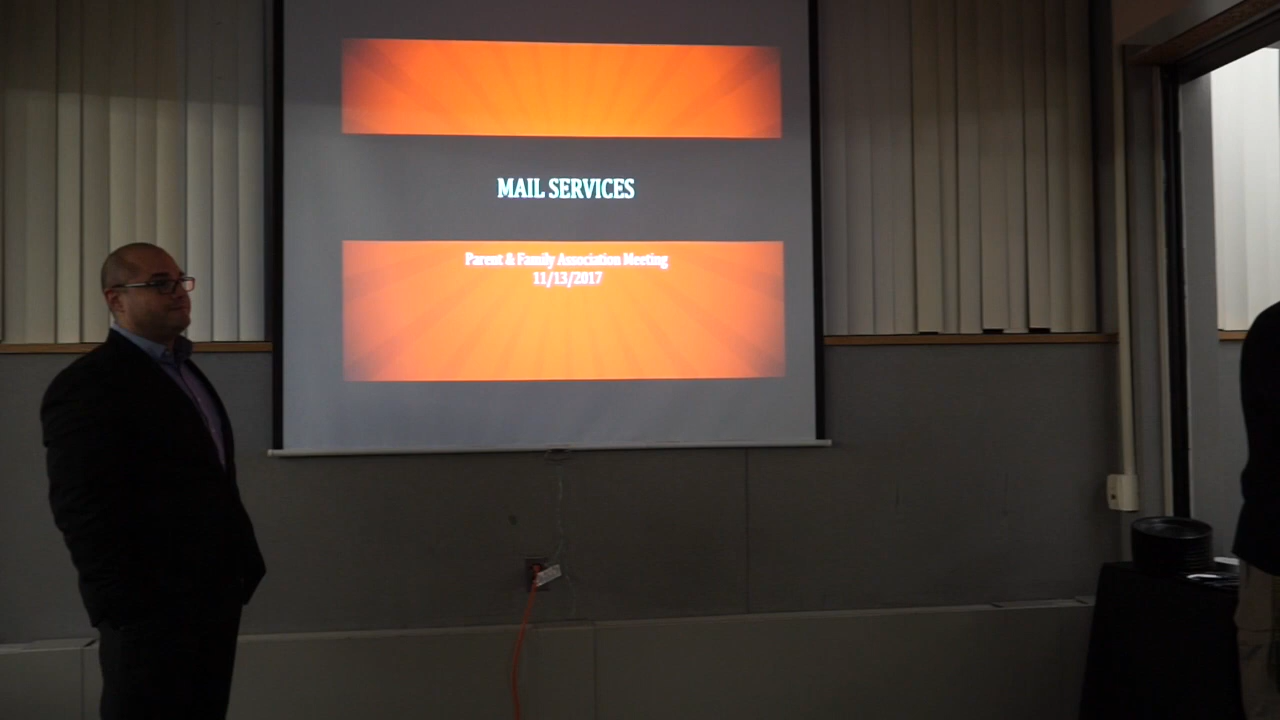 MAIL SERVICES
Parent & Family Association Meeting
11/13/2017